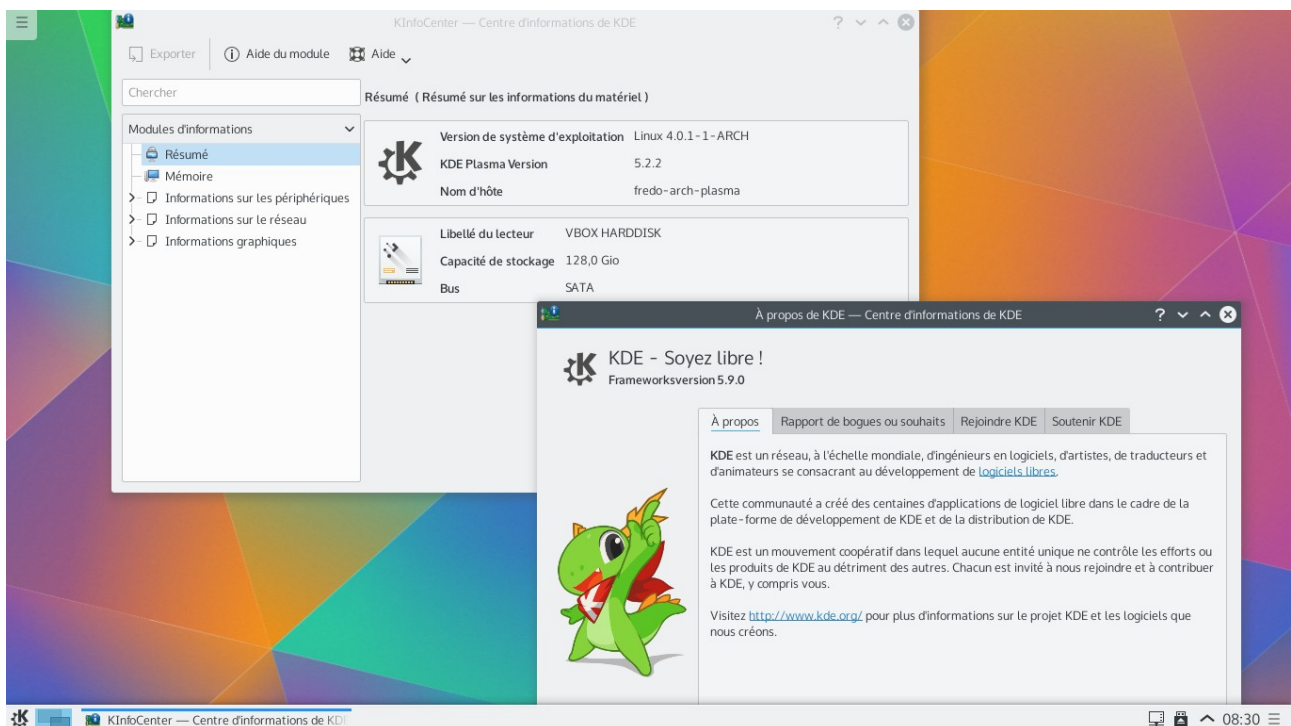 KInfoCenter — Centre d'informations de KDE
Exporter
Aide du module
Aide
Chercher
Résumé ( Résumé sur les informations du matériel )
Modules d'informations
Résumé
Mémoire
Informations sur les périphériques
Informations sur le réseau
Informations graphiques
Version de système d'exploitation Linux 4.0.1-1-ARCH
KDE Plasma Version 5.2.2
Nom d'hôte fredo-arch-plasma
Libellé du lecteur VBOX HARDDISK
Capacité de stockage 128,0 Gio
Bus SATA
À propos de KDE — Centre d'informations de KDE
KDE - Soyez libre !
Frameworksversion 5.9.0
À propos Rapport de bogues ou souhaits Rejoindre KDE Soutenir KDE
KDE est un réseau, à l'échelle mondiale, d'ingénieurs en logiciels, d'artistes, de traducteurs et
d'animateurs se consacrant au développement de logiciels libres.
Cette communauté a créé des centaines d'applications de logiciel libre dans le cadre de la
plate-forme de développement de KDE et de la distribution de KDE.
KDE est un mouvement coopératif dans lequel aucune entité unique ne contrôle les efforts ou
les produits de KDE au détriment des autres. Chacun est invité à nous rejoindre et à contribuer
à KDE, y compris vous.
Visitez http://www.kde.org/ pour plus d'informations sur le projet KDE et les logiciels que
nous créons.
KInfoCenter — Centre d'informations de KD
08:30